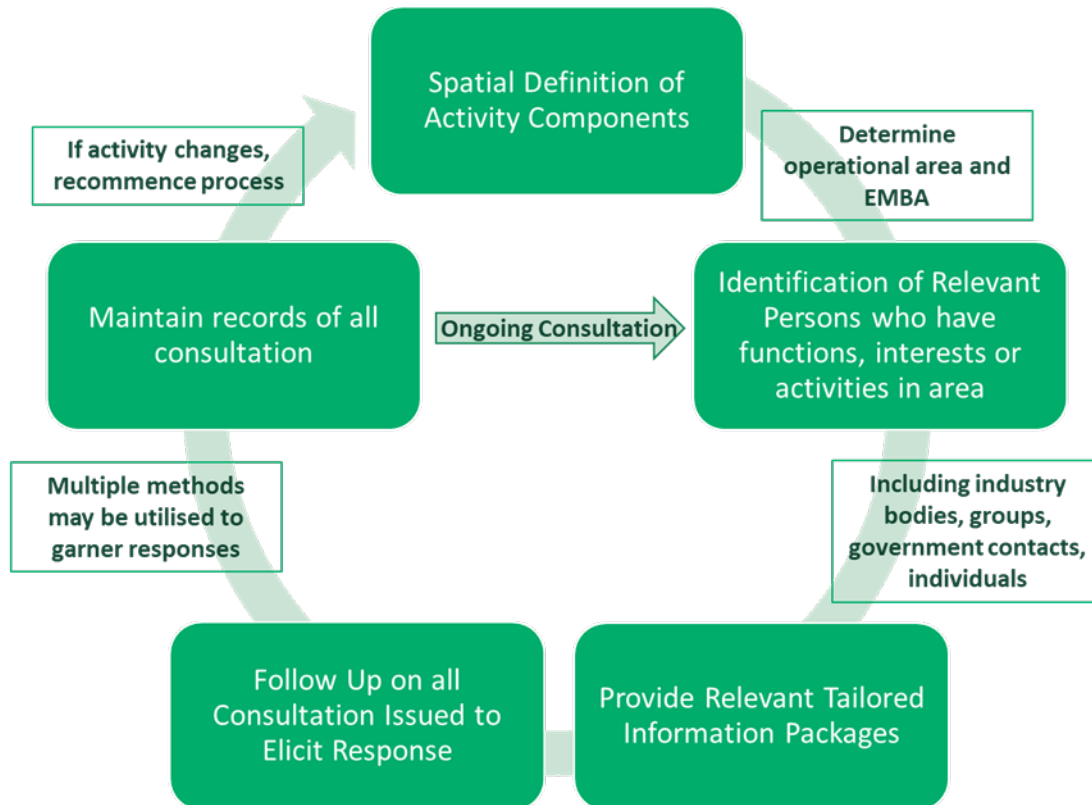 Spatial Definition of
Activity Components
If activity changes,
recommence process
Determine
operational area and
EMBA
Maintain records of all
consultation
Ongoing Consultation
Identification of Relevant
Persons who have
functions, interests or
activities in area
Multiple methods
may be utilised to
garner responses
Including industry
bodies, groups,
government contacts,
individuals
Follow Up on all
Consultation Issued to
Elicit Response
Provide Relevant Tailored
Information Packages